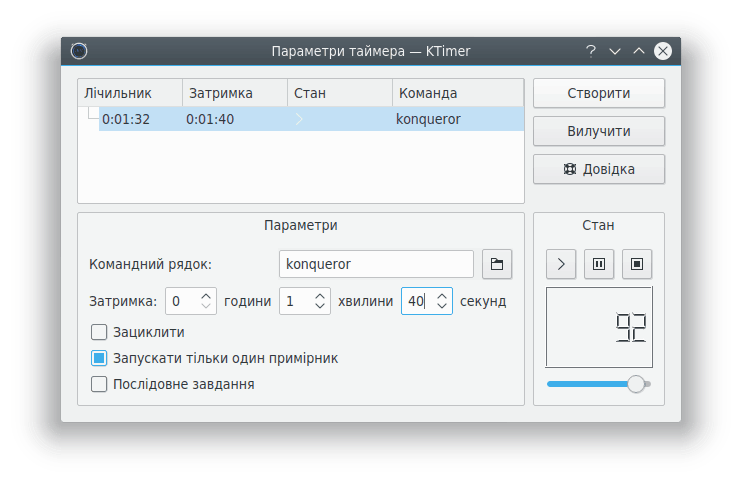 Параметри таймера — KTimer
Лічильник Затримка Стан Команда
0:01:32 0:01:40 konqueror
Створити
Вилучити
Довідка
Параметри
Командний рядок: konqueror
Затримка: 0 години 1 хвилини 40 секунд
Зациклити
Запускати тільки один примірник
Послідовне завдання
Стан
92